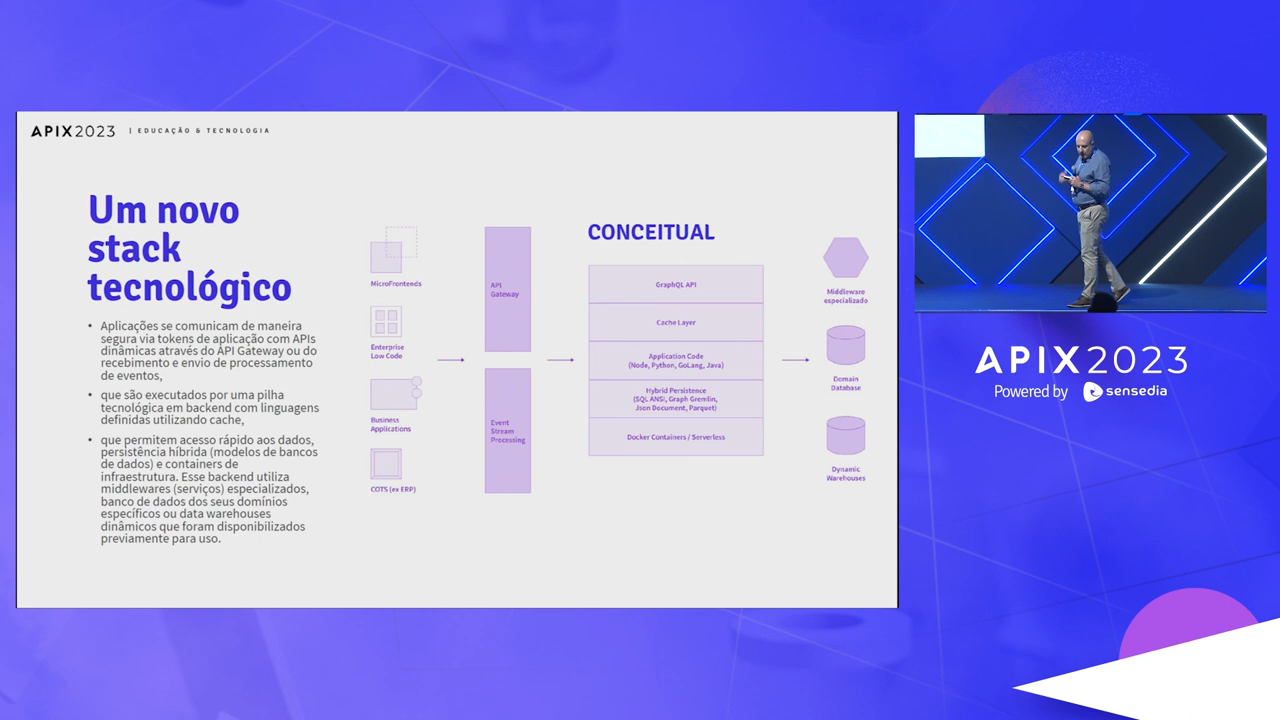 APIX2023 | EDUCAÇÃO & TECNOLOGIA
Um novo
stack
tecnológico
• Aplicações se comunicam de maneira
segura via tokens de aplicação com APIs
dinâmicas através do API Gateway ou do
recebimento e envio de processamento
de eventos,
• que são executados por uma pilha
tecnológica em backend com linguagens
definidas utilizando cache,
• que permitem acesso rápido aos dados,
persistência híbrida (modelos de bancos
de dados) e containers de
infraestrutura. Esse backend utiliza
middlewares (serviços) especializados,
banco de dados dos seus domínios
específicos ou data warehouses
dinâmicos que foram disponibilizados
previamente para uso.
MicroFrontends
Enterprise
Low Code
Business
Applications
COTS (ex ERP)
API
Gateway
Event
Stream
Processing
CONCEITUAL
GraphQL API
Cache Layer
Application Code
(Node, Python, GoLang, Java)
Hybrid Persistence
(SQL ANSI, Graph Gremlin,
Json Document, Parquet)
Docker Containers / Serverless
Middleware
especializado
Domain
Database
Dynamic
Warehouses
APIX2023
Powered by sensedia